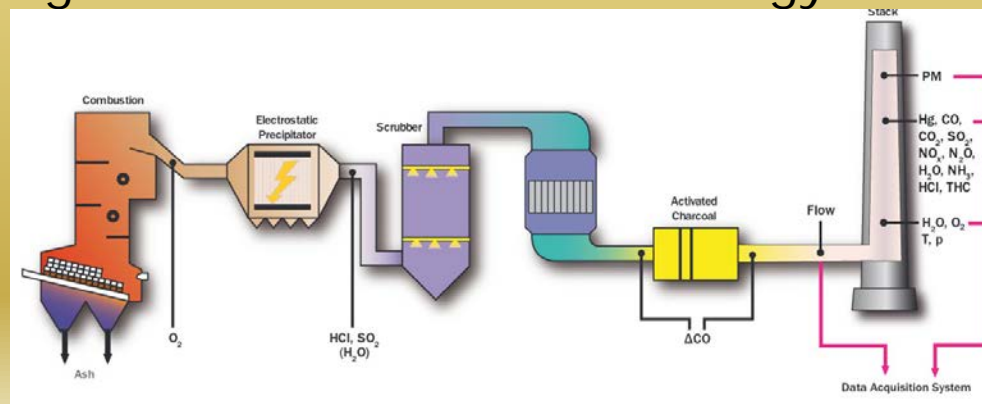 Stack
Combustion
Electrostatic
Precipitator
Scrubber
PM
Hg, CO,
CO₂, SO₂,
NOₓ, N₂O,
H₂O, NH₃,
HCl, THC
Activated
Charcoal
Flow
H₂O, O₂
T, p
O₂
HCl, SO₂
(H₂O)
ΔCO
Ash
Data Acquisition System